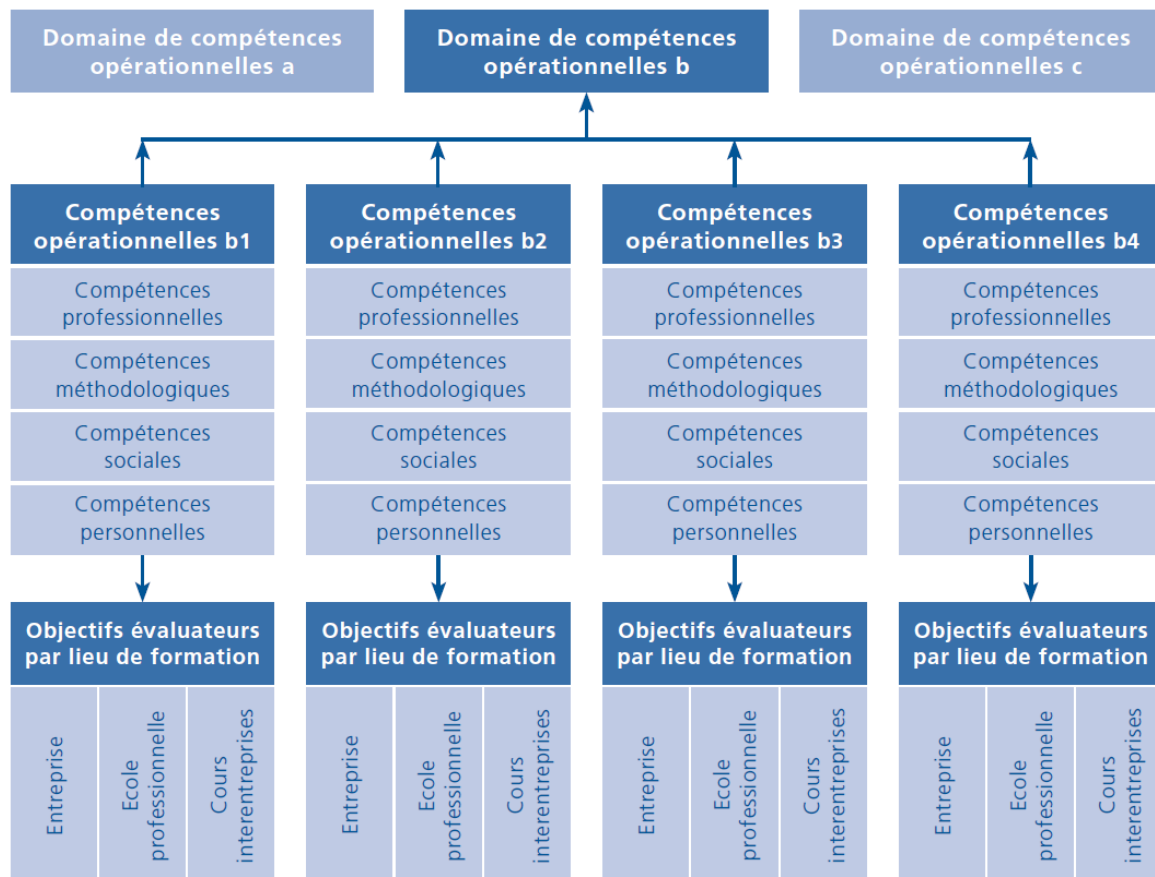 Domaine de compétences
opérationnelles a
Domaine de compétences
opérationnelles b
Domaine de compétences
opérationnelles c
Compétences
opérationnelles b1
Compétences
opérationnelles b2
Compétences
opérationnelles b3
Compétences
opérationnelles b4
Compétences
professionnelles
Compétences
professionnelles
Compétences
professionnelles
Compétences
professionnelles
Compétences
méthodologiques
Compétences
méthodologiques
Compétences
méthodologiques
Compétences
méthodologiques
Compétences
sociales
Compétences
sociales
Compétences
sociales
Compétences
sociales
Compétences
personnelles
Compétences
personnelles
Compétences
personnelles
Compétences
personnelles
Objectifs évaluateurs
par lieu de formation
Objectifs évaluateurs
par lieu de formation
Objectifs évaluateurs
par lieu de formation
Objectifs évaluateurs
par lieu de formation
Entreprise
Ecole
professionnelle
Cours
interentreprises
Entreprise
Ecole
professionnelle
Cours
interentreprises
Entreprise
Ecole
professionnelle
Cours
interentreprises
Entreprise
Ecole
professionnelle
Cours
interentreprises